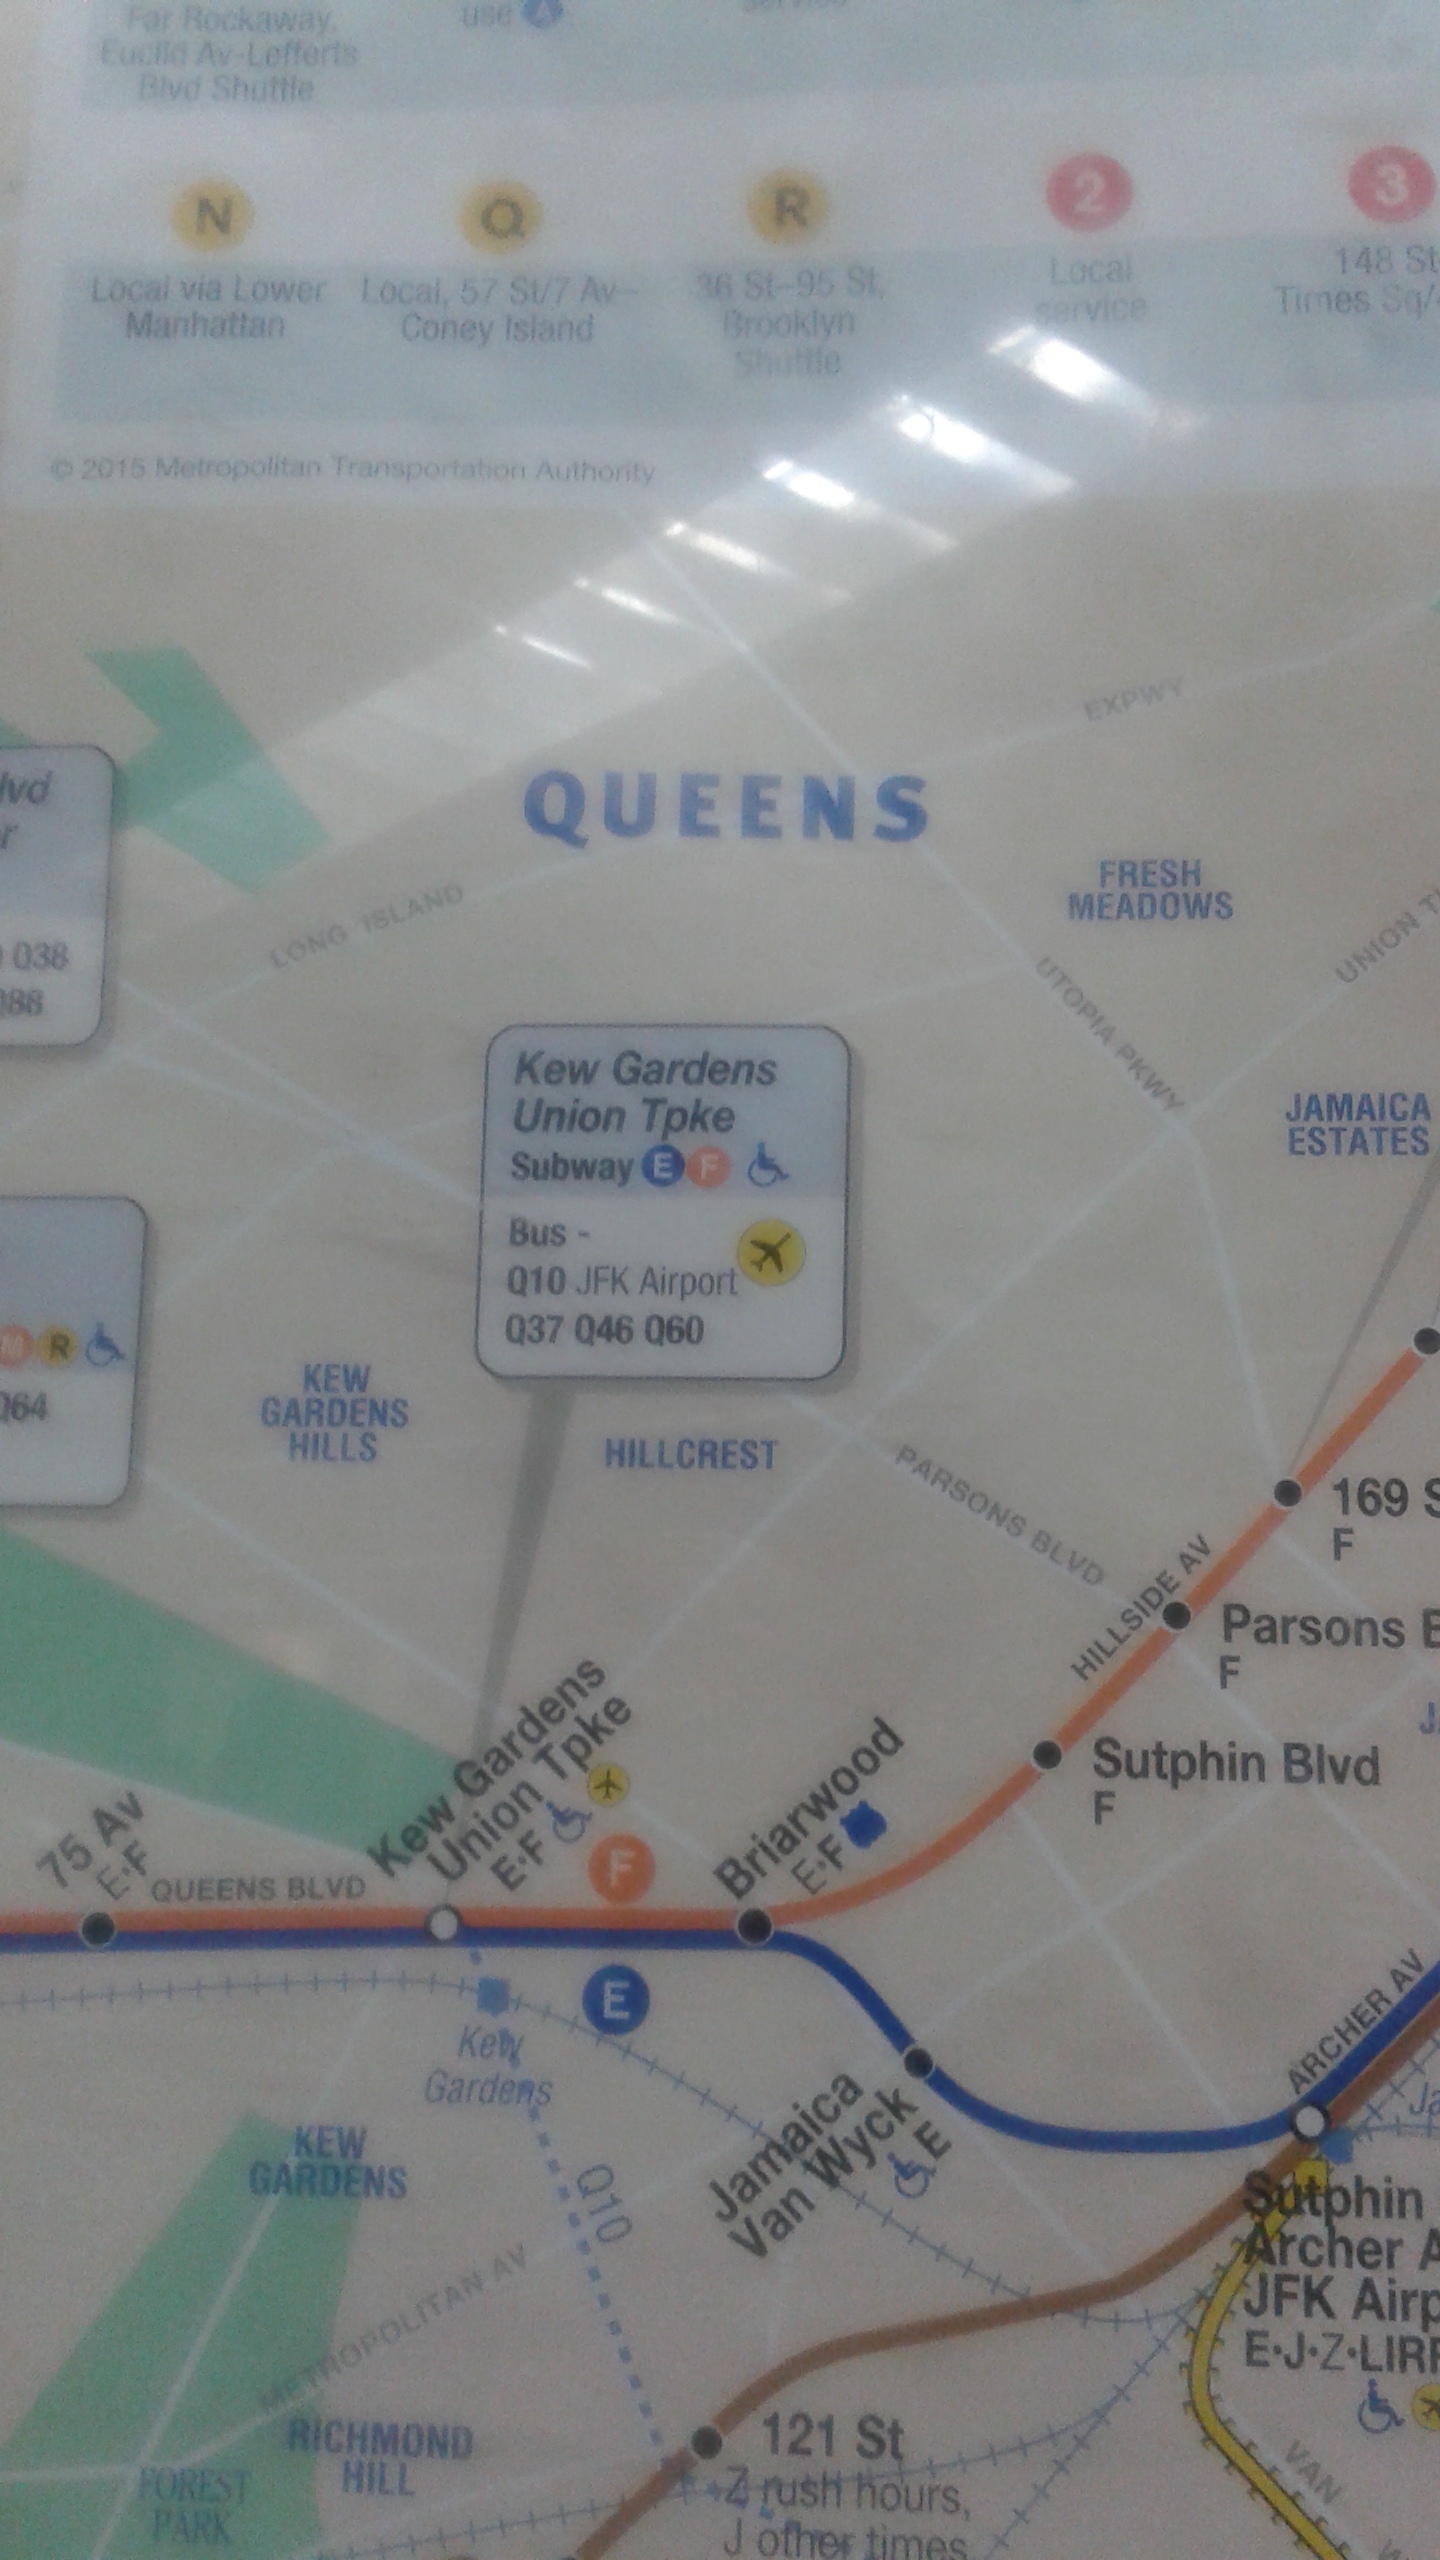 Far Rockaway,
Euclid Av-Lefferts
Blvd Shuttle
use
service
N
Local via Lower
Manhattan
Q
Local, 57 St/7 Av–
Coney Island
R
36 St–95 St,
Brooklyn
Shuttle
2
Local
service
3
148 St
Times Sq/
© 2015 Metropolitan Transportation Authority
EXPWY
QUEENS
lvd
r
Q38
Q88
LONG ISLAND
FRESH
MEADOWS
UTOPIA PKWY
UNION
JAMAICA
ESTATES
Kew Gardens
Union Tpke
Subway E F
Bus -
Q10 JFK Airport
Q37 Q46 Q60
M R
Q64
KEW
GARDENS
HILLS
HILLCREST
PARSONS BLVD
HILLSIDE AV
169 S
F
Parsons B
F
Sutphin Blvd
F
75 Av
E·F
QUEENS BLVD
Kew Gardens
Union Tpke
E·F
F
Briarwood
E·F
E
Kew
Gardens
Jamaica
Van Wyck
E
ARCHER AV
Ja
Sutphin
Archer A
JFK Airp
E·J·Z·LIRR
KEW
GARDENS
Q10
METROPOLITAN AV
RICHMOND
HILL
FOREST
PARK
121 St
Z rush hours,
J other times
VAN